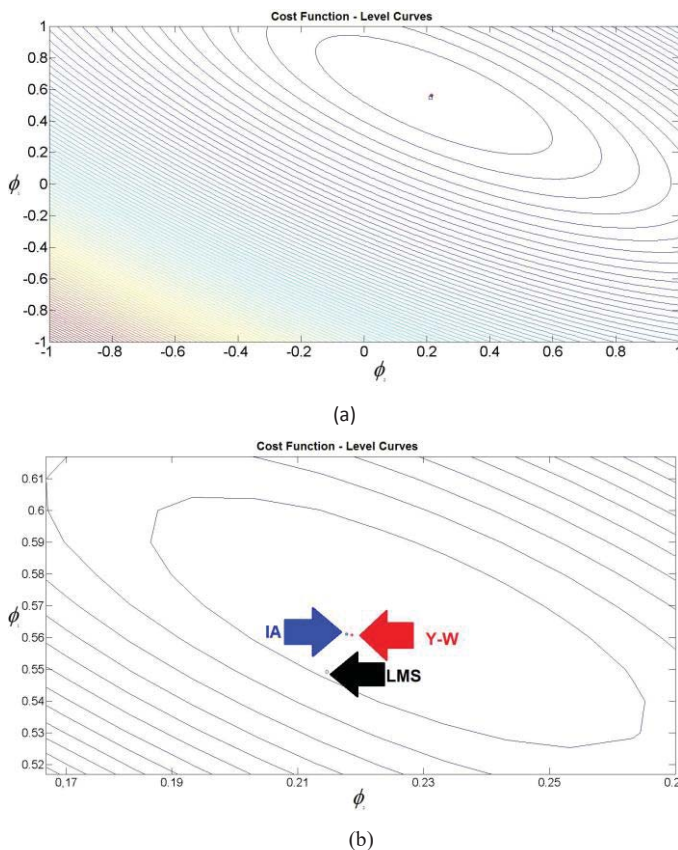 Cost Function - Level Curves
1
0.8
0.6
0.4
0.2
0
-0.2
-0.4
-0.6
-0.8
-1
ϕ
-1 -0.8 -0.6 -0.4 -0.2 0 0.2 0.4 0.6 0.8 1
ϕ
(a)
Cost Function - Level Curves
0.61
0.6
0.59
0.58
0.57
0.56
0.55
0.54
0.53
0.52
ϕ
IA
Y-W
LMS
0,17 0.19 0.21 0.23 0.25 0.2
ϕ
(b)